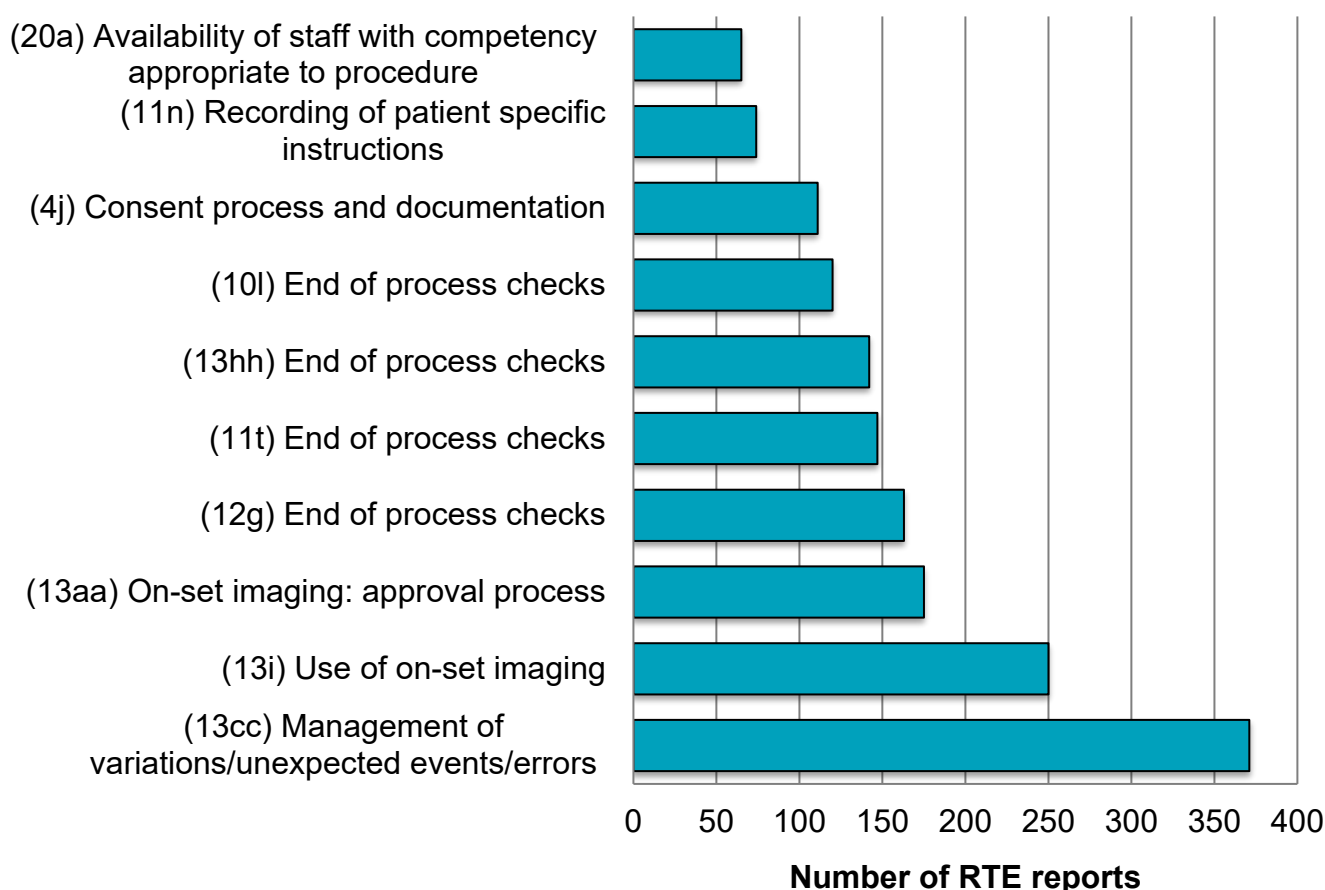 (20a) Availability of staff with competency
appropriate to procedure
(11n) Recording of patient specific
instructions
(4j) Consent process and documentation
(10l) End of process checks
(13hh) End of process checks
(11t) End of process checks
(12g) End of process checks
(13aa) On-set imaging: approval process
(13i) Use of on-set imaging
(13cc) Management of
variations/unexpected events/errors
0 50 100 150 200 250 300 350 400
Number of RTE reports